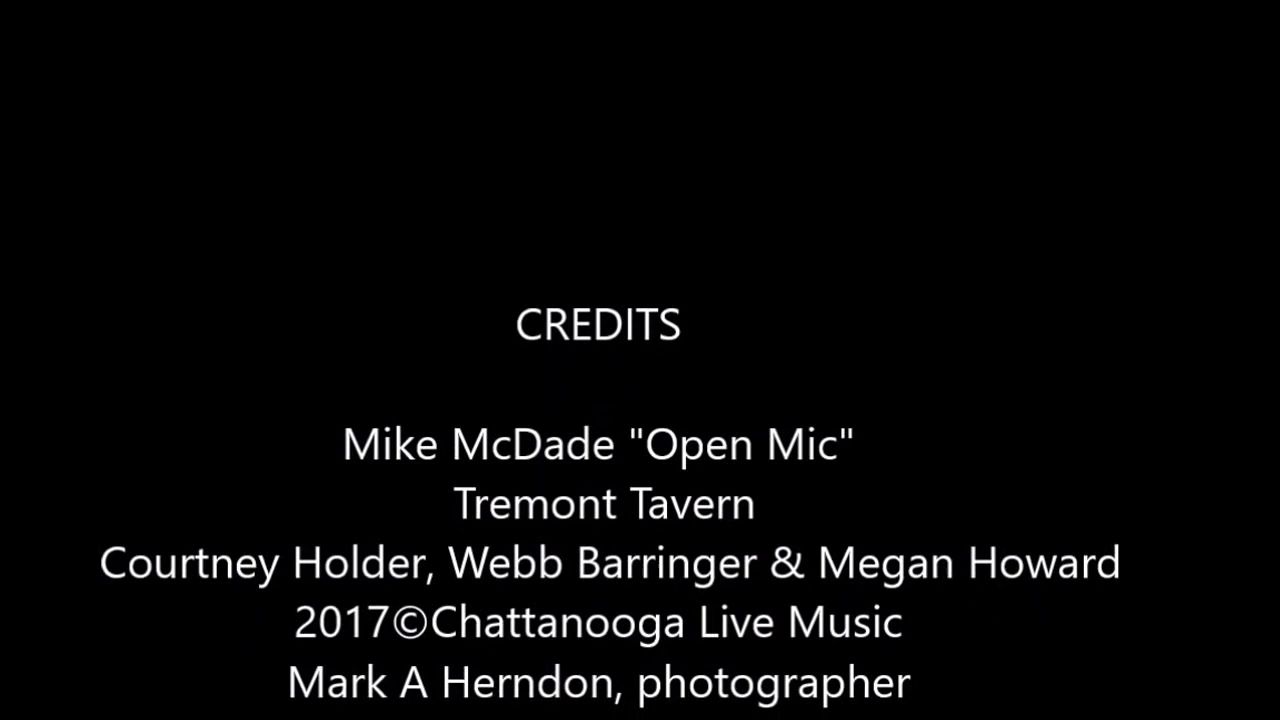 CREDITS
Mike McDade "Open Mic"
Tremont Tavern
Courtney Holder, Webb Barringer & Megan Howard
2017©Chattanooga Live Music
Mark A Herndon, photographer